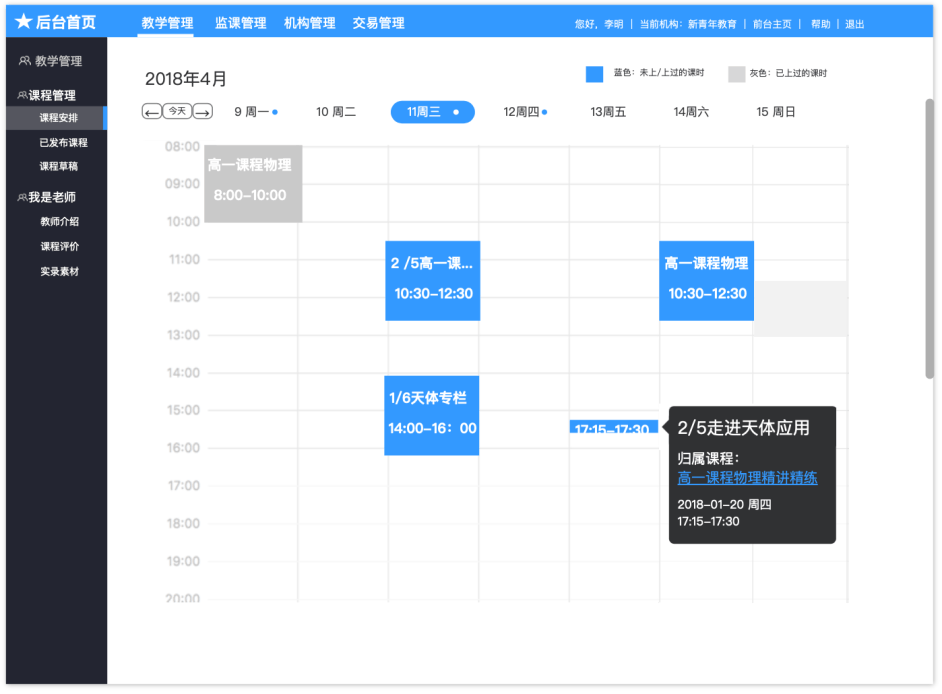 后台首页
教学管理 监课管理 机构管理 交易管理
您好，李明 | 当前机构：新青年教育 | 前台主页 | 帮助 | 退出
教学管理
课程管理
课程安排
已发布课程
课程草稿
我是老师
教师介绍
课程评价
实录素材
2018年4月
蓝色：未上/上过的课时
灰色：已上过的课时
今天
9 周一 10 周二 11周三 12周四 13周五 14周六 15 周日
08:00
09:00
10:00
11:00
12:00
13:00
14:00
15:00
16:00
17:00
18:00
19:00
20:00
高一课程物理
8:00–10:00
2 /5高一课...
10:30–12:30
高一课程物理
10:30–12:30
1/6天体专栏
14:00–16：00
17:15–17:30
2/5走进天体应用
归属课程：
高一课程物理精讲精练
2018–01–20 周四
17:15–17:30